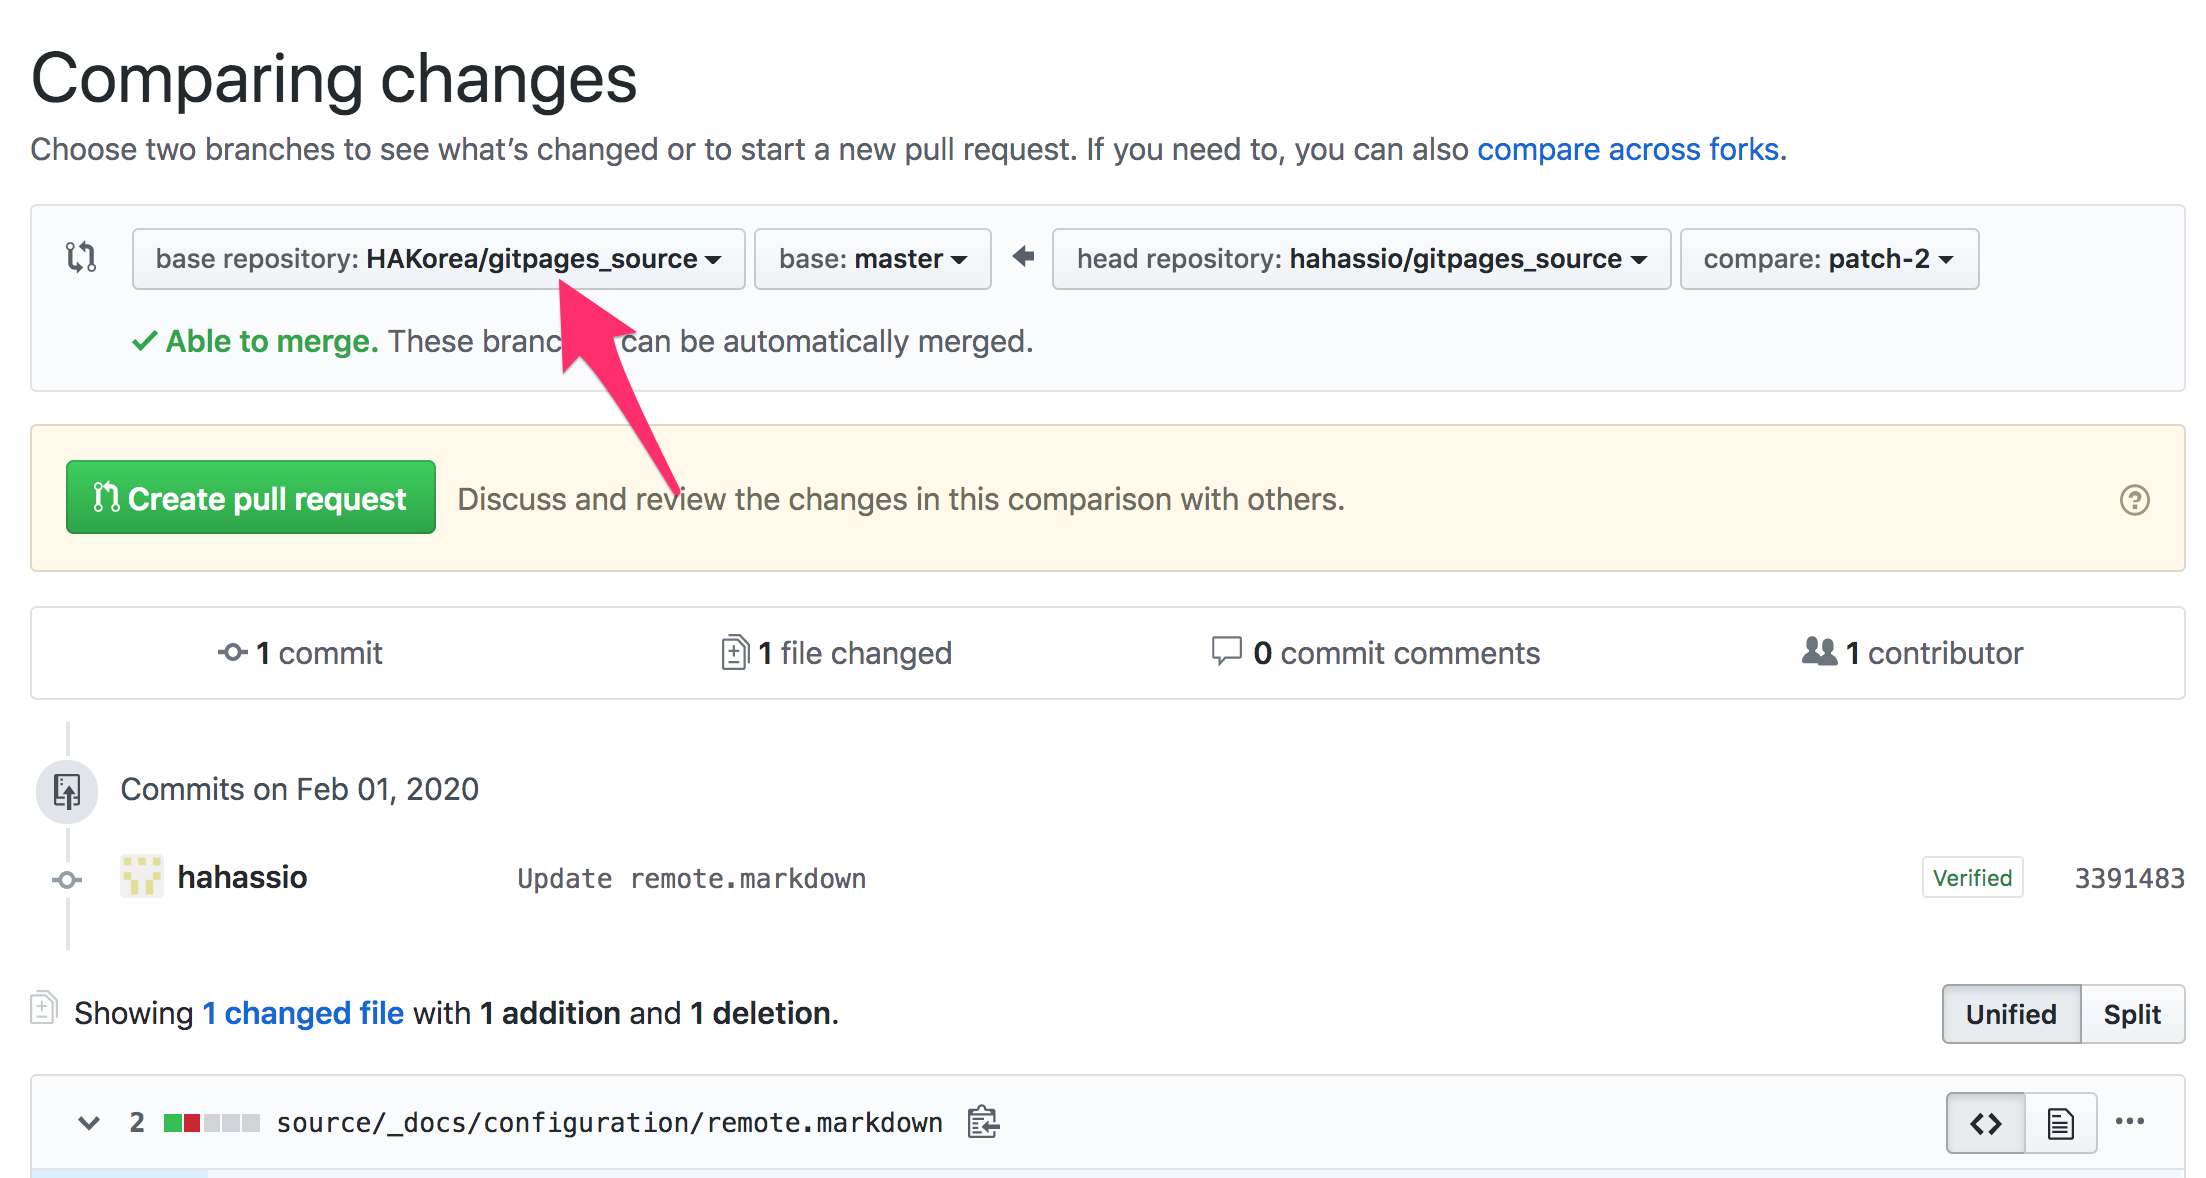 Comparing changes
Choose two branches to see what's changed or to start a new pull request. If you need to, you can also compare across forks.
base repository: HAKorea/gitpages_source base: master head repository: hahassio/gitpages_source compare: patch-2
Able to merge. These branc can be automatically merged.
Create pull request Discuss and review the changes in this comparison with others.
1 commit 1 file changed 0 commit comments 1 contributor
Commits on Feb 01, 2020
hahassio Update remote.markdown Verified 3391483
Showing 1 changed file with 1 addition and 1 deletion. Unified Split
2 source/_docs/configuration/remote.markdown